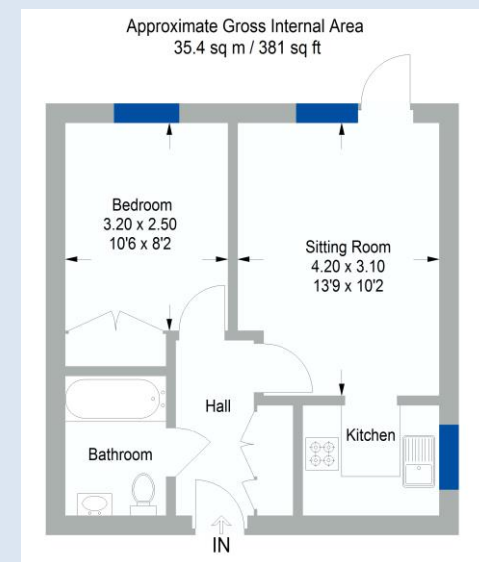 Approximate Gross Internal Area
35.4 sq m / 381 sq ft
Bedroom
3.20 x 2.50
10'6 x 8'2
Sitting Room
4.20 x 3.10
13'9 x 10'2
Hall
Kitchen
Bathroom
IN